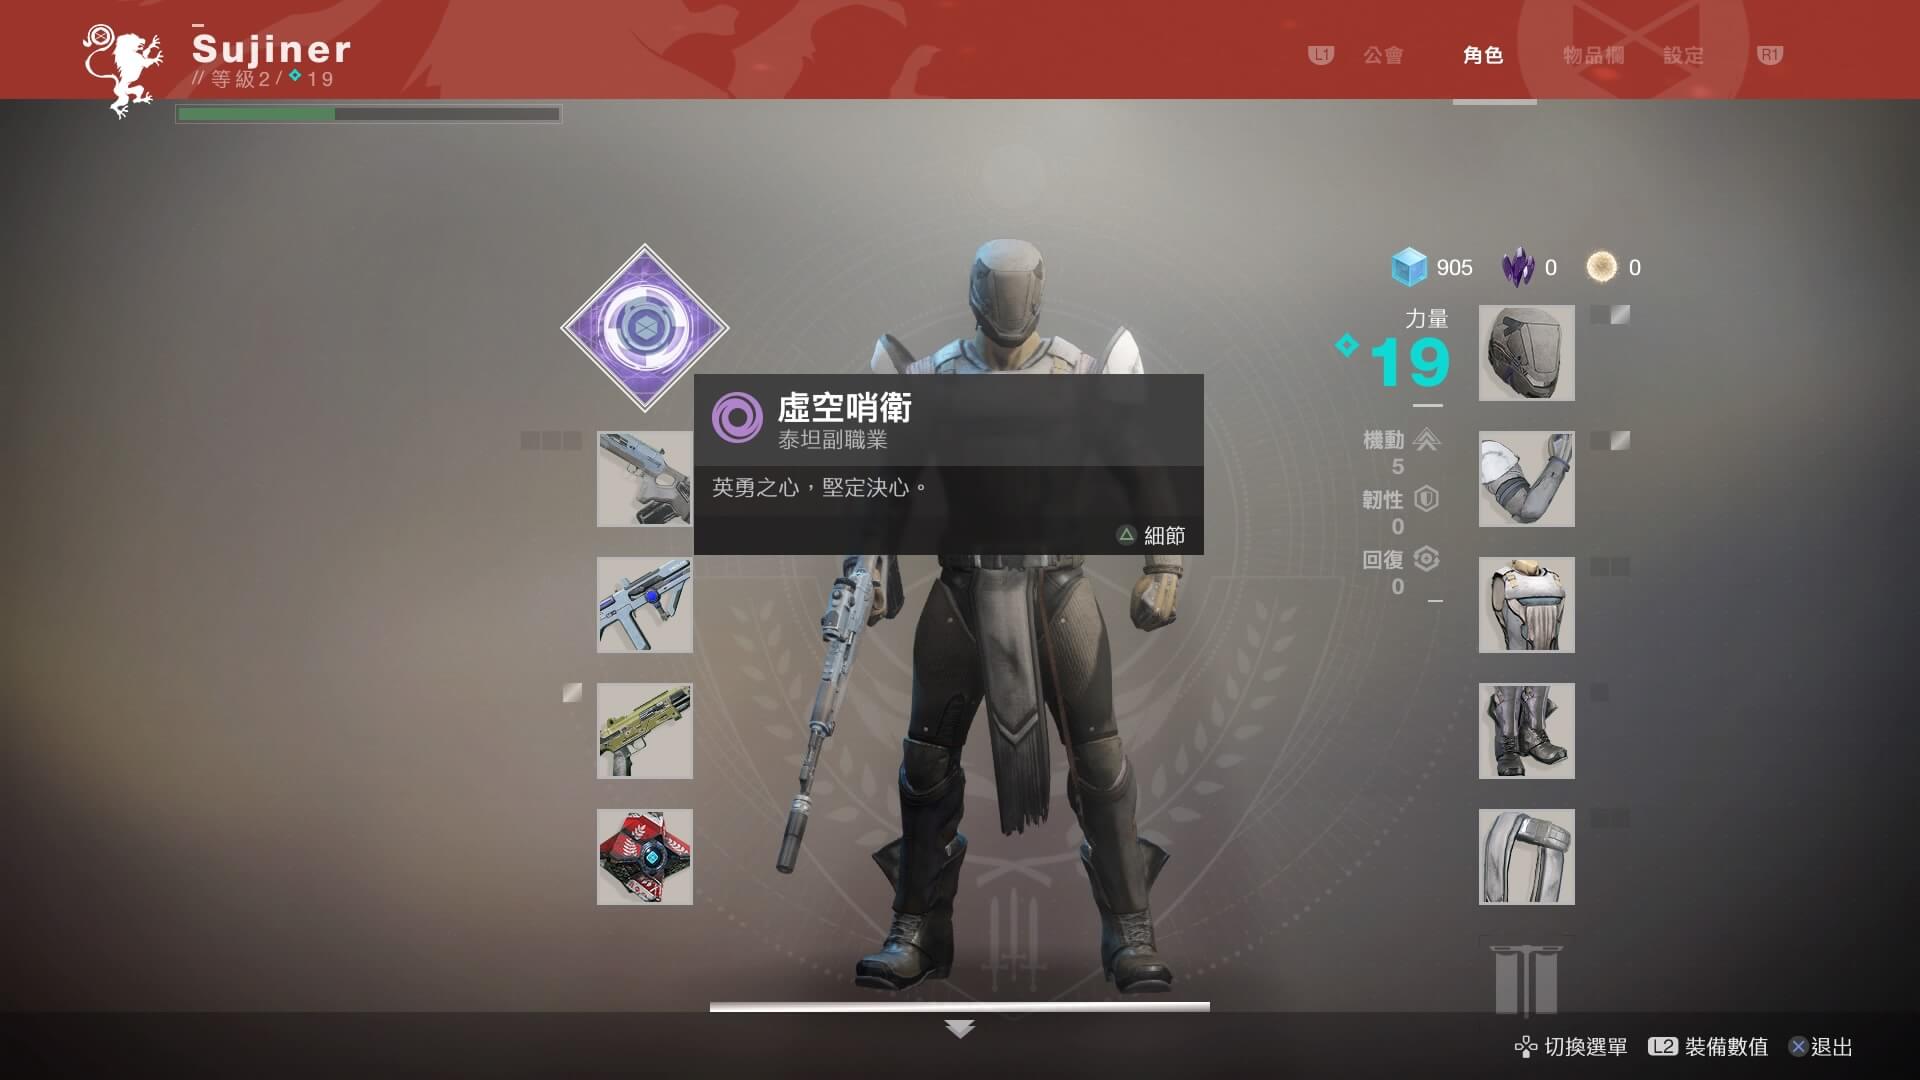 Sujiner
// 等級2 / 19
L1 公會 角色 物品欄 設定 R1
905 0 0
力量
19
機動
5
韌性
0
回復
0
虛空哨衛
泰坦副職業
英勇之心，堅定決心。
細節
切換選單 L2 裝備數值 退出